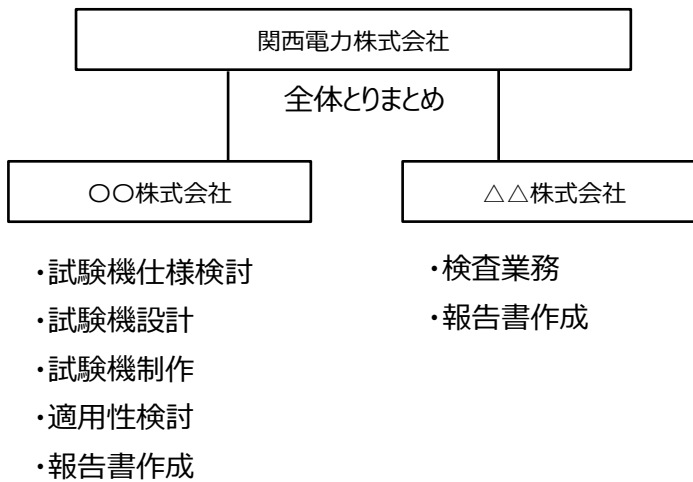 関西電力株式会社
全体とりまとめ
〇〇株式会社
・試験機仕様検討
・試験機設計
・試験機制作
・適用性検討
・報告書作成
△△株式会社
・検査業務
・報告書作成